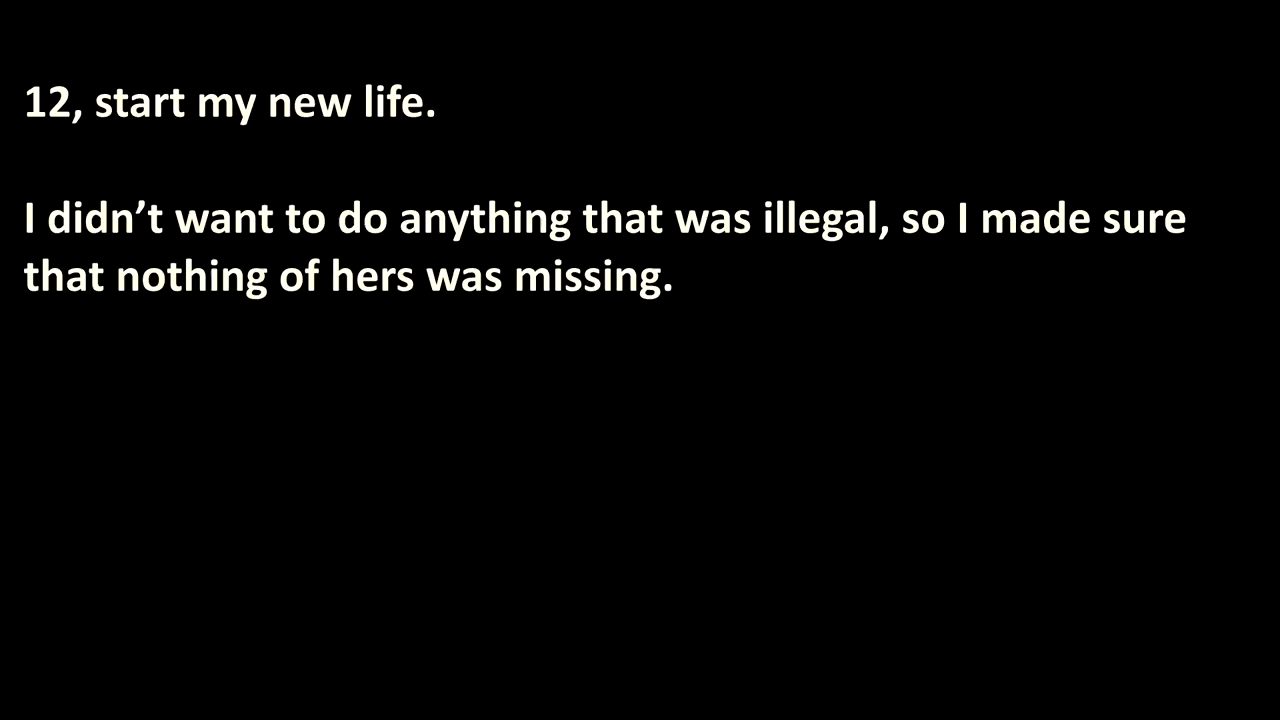 12, start my new life.
I didn’t want to do anything that was illegal, so I made sure
that nothing of hers was missing.